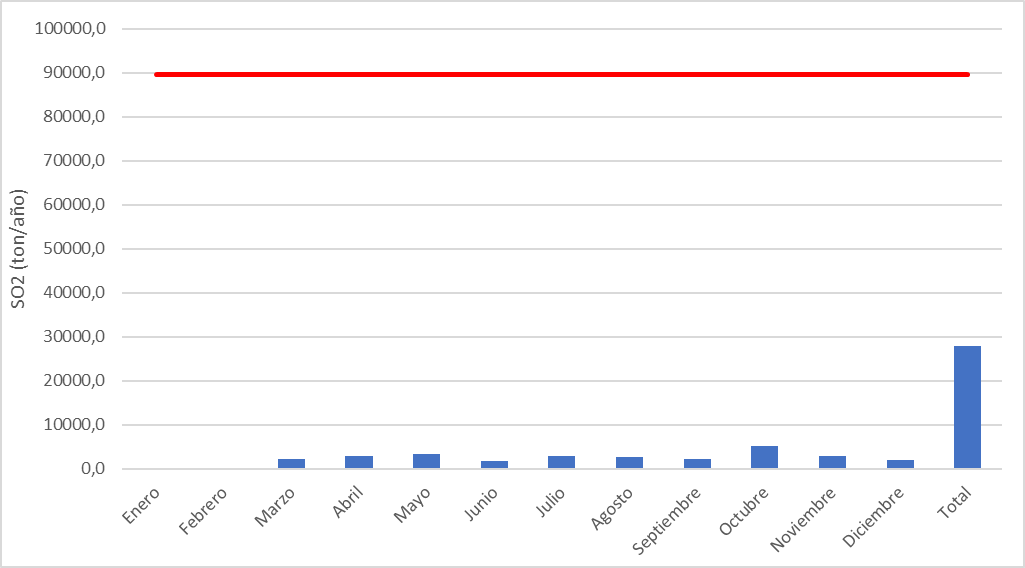 100000,0
90000,0
80000,0
70000,0
60000,0
50000,0
40000,0
30000,0
20000,0
10000,0
0,0
SO2 (ton/año)
Enero
Febrero
Marzo
Abril
Mayo
Junio
Julio
Agosto
Septiembre
Octubre
Noviembre
Diciembre
Total